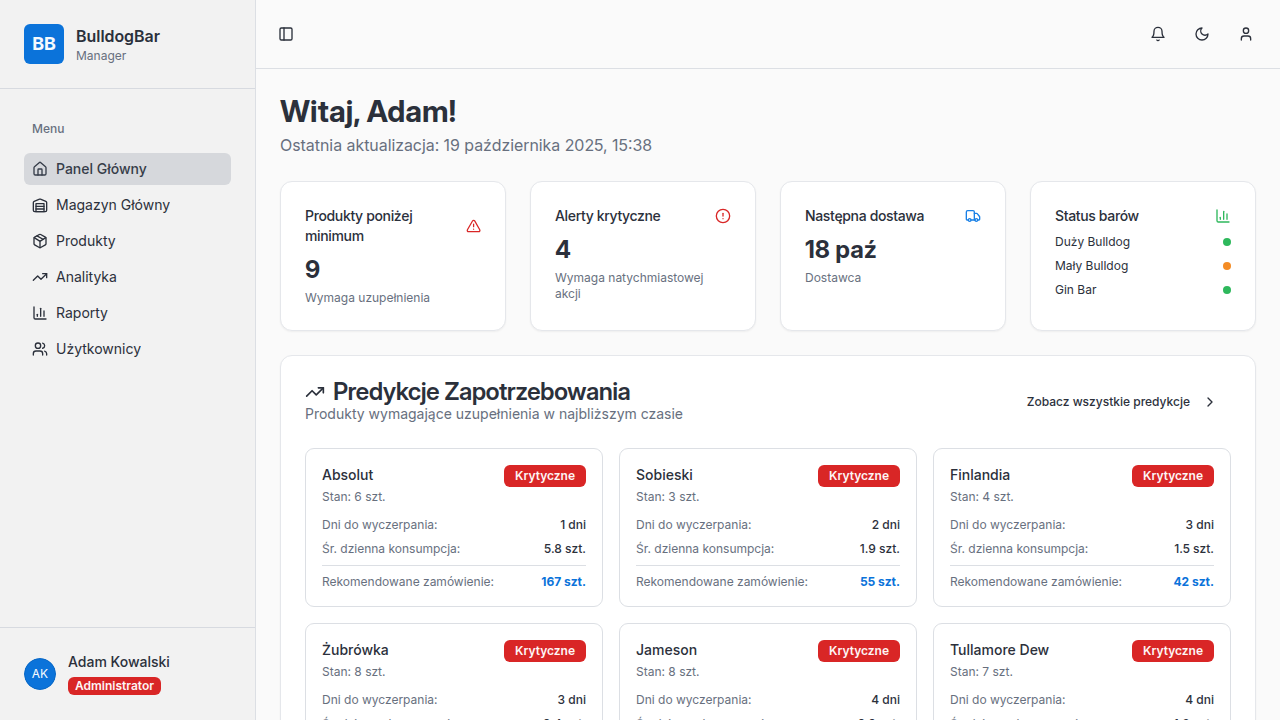 BB
BulldogBar
Manager
Menu
Panel Główny
Magazyn Główny
Produkty
Analityka
Raporty
Użytkownicy
AK
Adam Kowalski
Administrator
Witaj, Adam!
Ostatnia aktualizacja: 19 października 2025, 15:38
Produkty poniżej
minimum
9
Wymaga uzupełnienia
Alerty krytyczne
4
Wymaga natychmiastowej
akcji
Następna dostawa
18 paź
Dostawca
Status barów
Duży Bulldog
Mały Bulldog
Gin Bar
Predykcje Zapotrzebowania
Produkty wymagające uzupełnienia w najbliższym czasie
Zobacz wszystkie predykcje
Absolut Krytyczne
Stan: 6 szt.
Dni do wyczerpania: 1 dni
Śr. dzienna konsumpcja: 5.8 szt.
Rekomendowane zamówienie: 167 szt.
Sobieski Krytyczne
Stan: 3 szt.
Dni do wyczerpania: 2 dni
Śr. dzienna konsumpcja: 1.9 szt.
Rekomendowane zamówienie: 55 szt.
Finlandia Krytyczne
Stan: 4 szt.
Dni do wyczerpania: 3 dni
Śr. dzienna konsumpcja: 1.5 szt.
Rekomendowane zamówienie: 42 szt.
Żubrówka Krytyczne
Stan: 8 szt.
Dni do wyczerpania: 3 dni
Jameson Krytyczne
Stan: 8 szt.
Dni do wyczerpania: 4 dni
Tullamore Dew Krytyczne
Stan: 7 szt.
Dni do wyczerpania: 4 dni